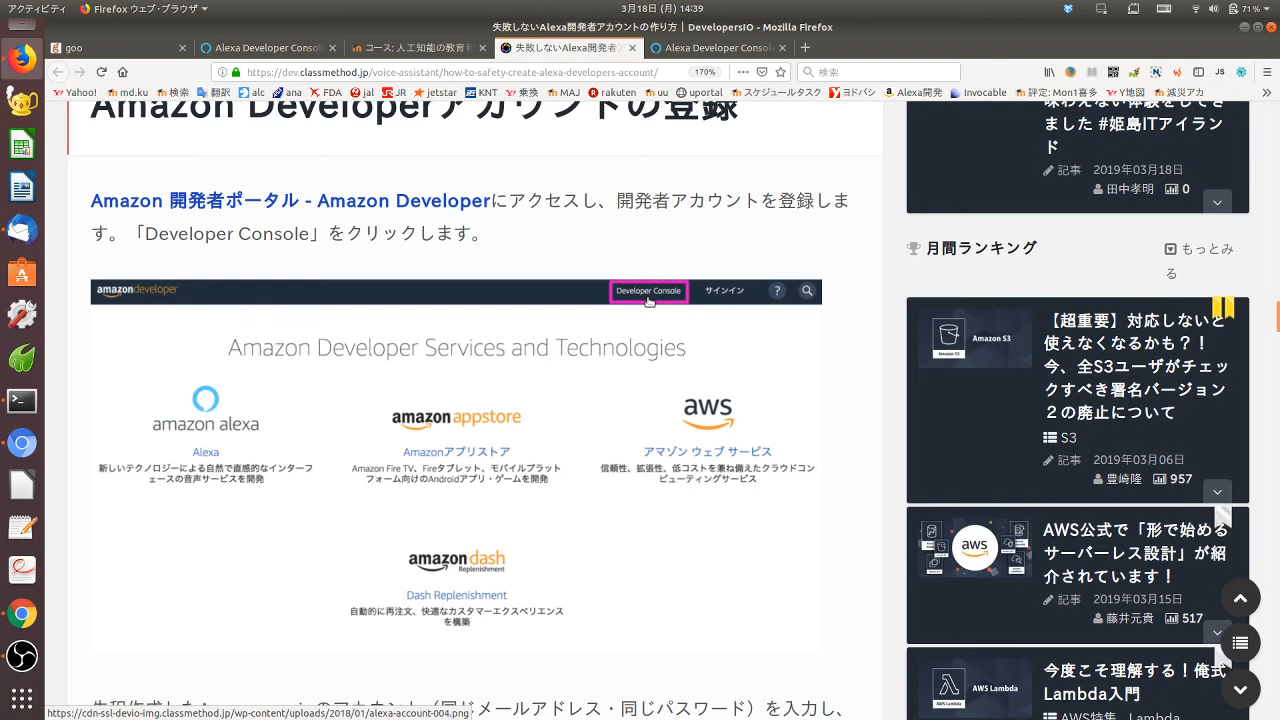 アクティビティ
Firefox ウェブ・ブラウザ
3月18日 (月) 14:39
71%
失敗しないAlexa開発者アカウントの作り方 | DevelopersIO - Mozilla Firefox
goo
Alexa Developer Consol
コース: 人工知能の教育利
失敗しないAlexa開発者ア
Alexa Developer Conso
https://dev.classmethod.jp/voice-assistant/how-to-safety-create-alexa-developers-account/
170%
検索
Yahoo!
md.ku
検索
翻訳
alc
ana
FDA
jal
JR
jetstar
KNT
乗換
MAJ
rakuten
uu
uportal
スケージュルタスク
ヨドバシ
Alexa開発
Invocable
評定: Mon1喜多
Y地図
減災アカ
Amazon Developerアカウントの登録
Amazon 開発者ポータル - Amazon Developerにアクセスし、開発者アカウントを登録しま
す。「Developer Console」をクリックします。
amazondeveloper
Developer Console
サインイン
?
Amazon Developer Services and Technologies
amazon alexa
Alexa
新しいテクノロジーによる自然で直感的なインターフ
ェースの音声サービスを開発
amazon appstore
Amazonアプリストア
Amazon Fire TV、Fireタブレット、モバイルプラット
フォーム向けのAndroidアプリ・ゲームを開発
aws
アマゾン ウェブ サービス
信頼性、拡張性、低コストを兼ね備えたクラウドコン
ピューティングサービス
amazon dash
Replenishment
Dash Replenishment
自動的に再注文、快適なカスタマーエクスペリエンス
を構築
メールアドレス・同じパスワード）を入力し、
https://cdn-ssl-devio-img.classmethod.jp/wp-content/uploads/2018/01/alexa-account-004.png
味わえない体験をしてき
ました #姫島ITアイラン
ド
記事
2019年03月18日
田中孝明
0
月間ランキング
もっとみ
る
Amazon S3
Amazon S3
【超重要】対応しないと
使えなくなるかも？！
今、全S3ユーザがチェッ
クすべき署名バージョン
２の廃止について
S3
記事
2019年03月06日
豊崎隆
957
aws
AWS公式で「形で始める
サーバーレス設計」が紹
介されています！
記事
2019年03月15日
藤井元貴
517
AWS Lambda
AWS Lambda
今度こそ理解する！俺式
Lambda入門
AWS特集
Lambda